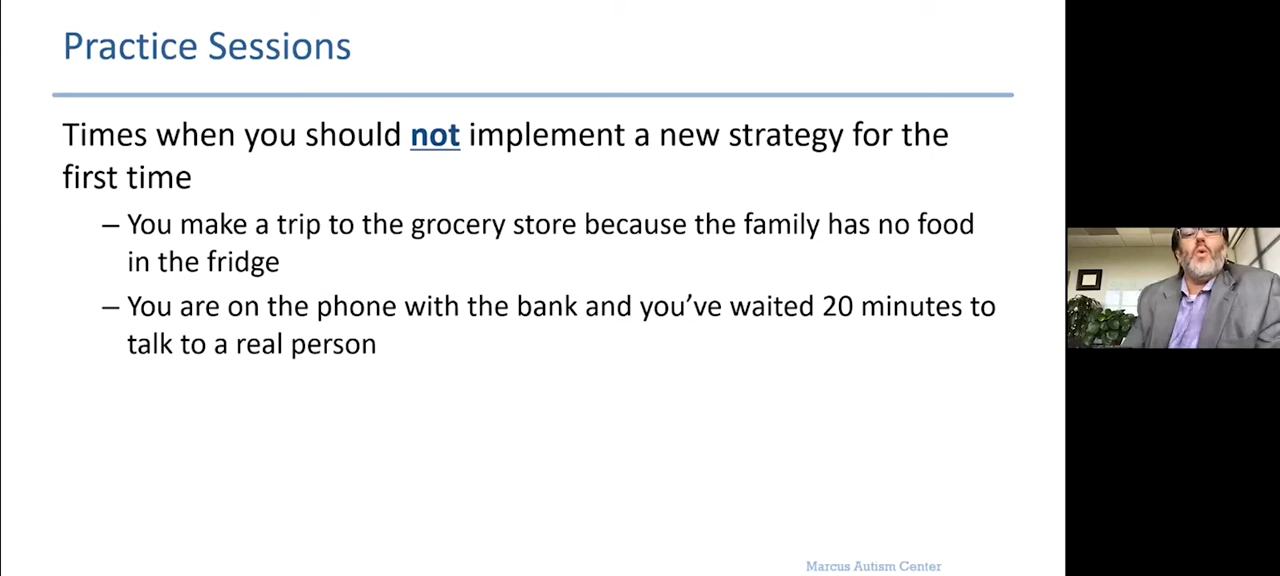 Practice Sessions
Times when you should not implement a new strategy for the
first time
– You make a trip to the grocery store because the family has no food
in the fridge
– You are on the phone with the bank and you’ve waited 20 minutes to
talk to a real person
Marcus Autism Center